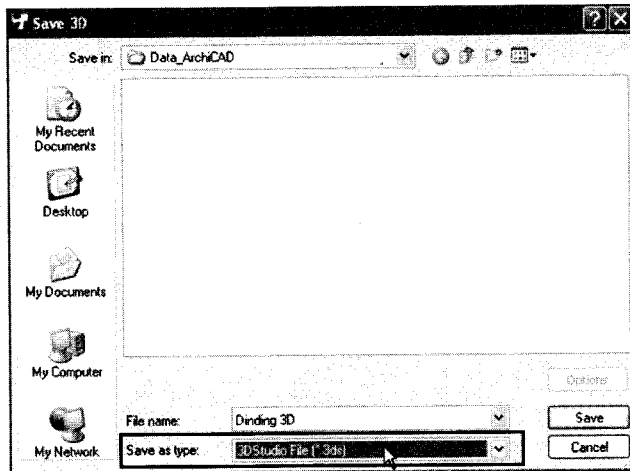 Save 3D
Save in: Data_ArchiCAD
My Recent Documents
Desktop
My Documents
My Computer
My Network
Options
File name: Dinding 3D
Save
Save as type: 3DStudio File (*.3ds)
Cancel